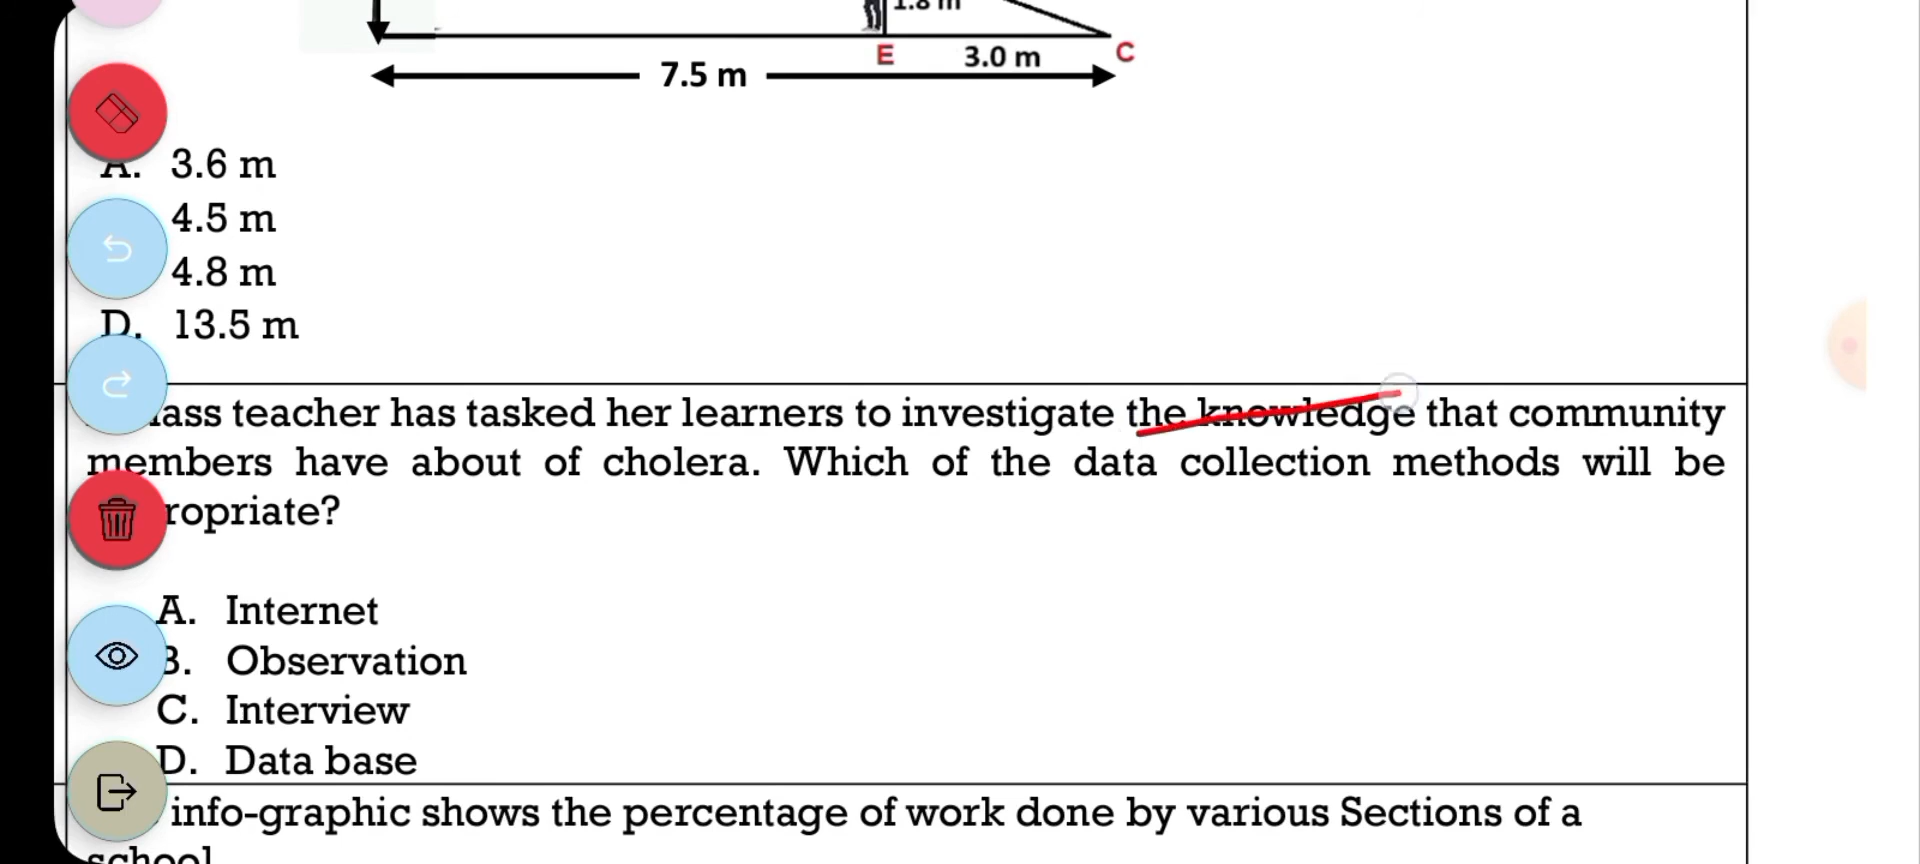 1.8 m
E 3.0 m C
7.5 m
A. 3.6 m
4.5 m
4.8 m
D. 13.5 m
lass teacher has tasked her learners to investigate the knowledge that community
members have about of cholera. Which of the data collection methods will be
ropriate?
A. Internet
B. Observation
C. Interview
D. Data base
info-graphic shows the percentage of work done by various Sections of a
school